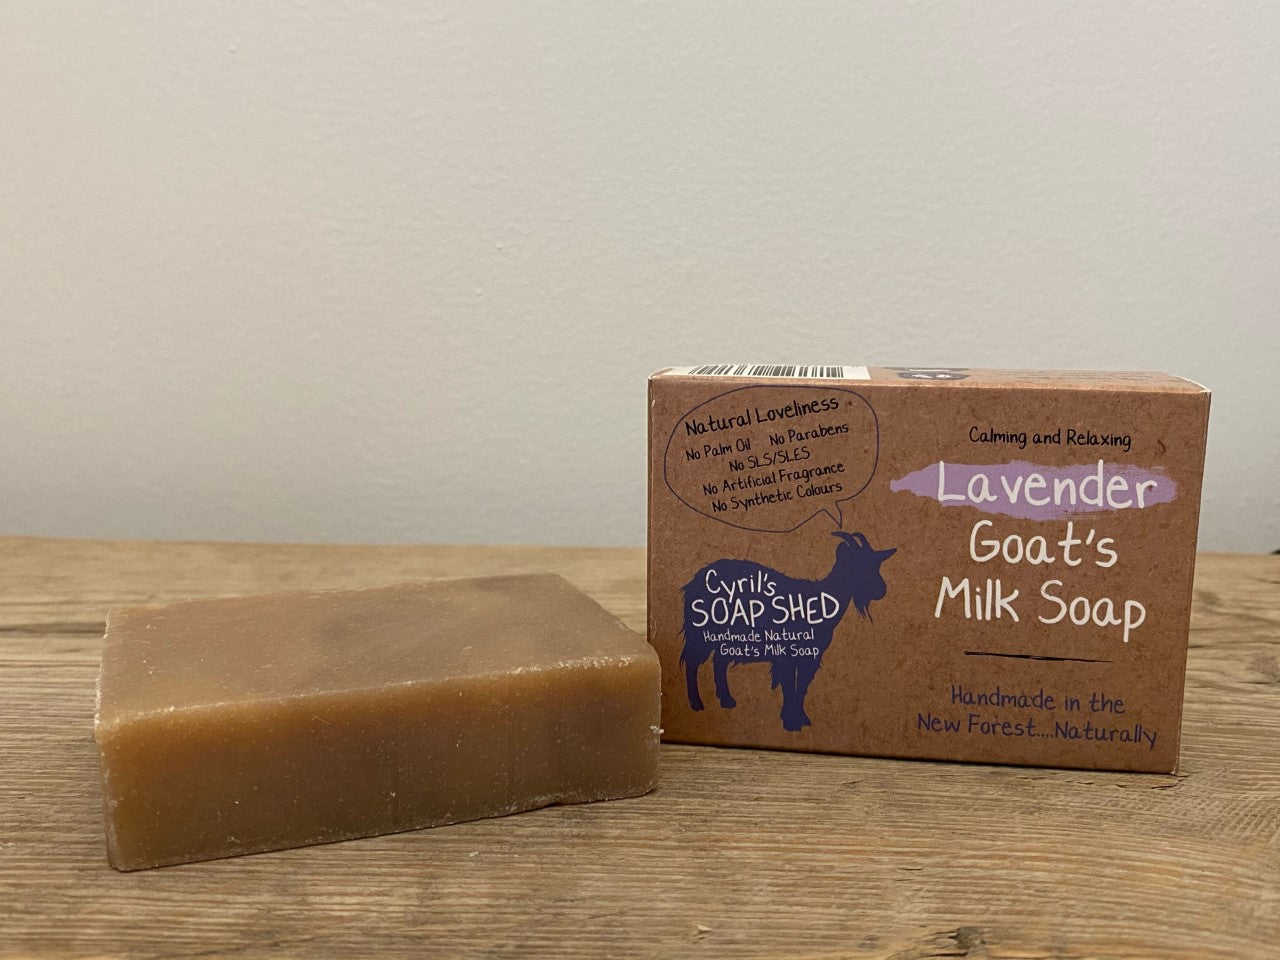 Natural Loveliness
No Palm Oil No Parabens
No SLS/SLES
No Artificial Fragrance
No Synthetic Colours
Cyril's
SOAP SHED
Handmade Natural
Goat's Milk Soap
Calming and Relaxing
Lavender
Goat's
Milk Soap
Handmade in the
New Forest....Naturally